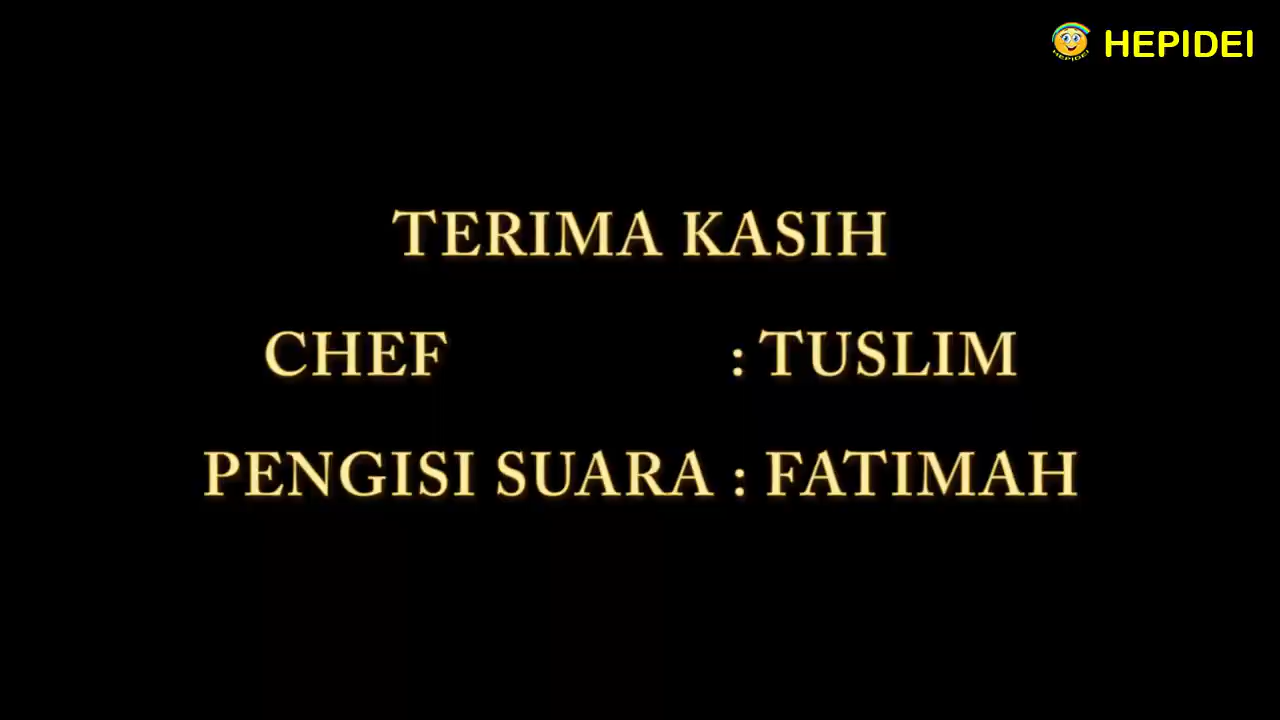 HEPIDEI
TERIMA KASIH
CHEF : TUSLIM
PENGISI SUARA : FATIMAH